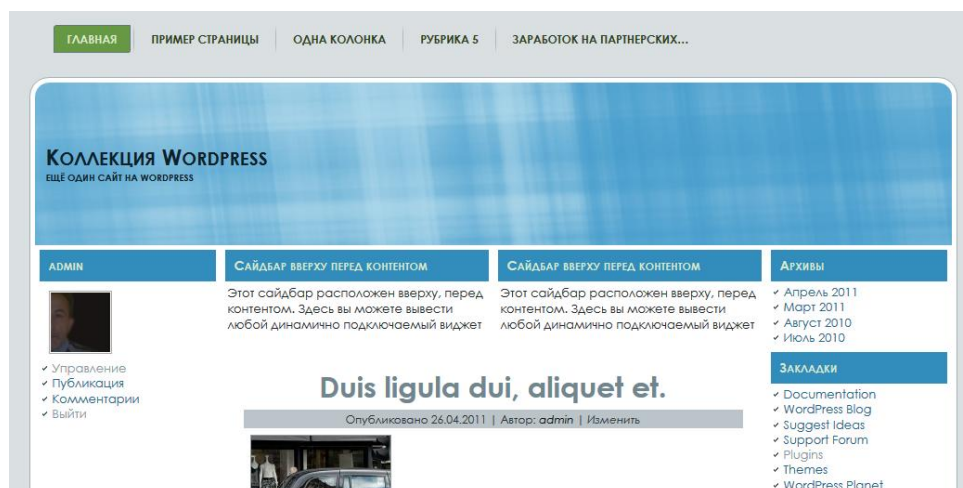 ГЛАВНАЯ
ПРИМЕР СТРАНИЦЫ
ОДНА КОЛОНКА
РУБРИКА 5
ЗАРАБОТОК НА ПАРТНЕРСКИХ...
Коллекция Wordpress
ещё один сайт на wordpress
admin
Управление
Публикация
Комментарии
Выйти
Сайдбар вверху перед контентом
Этот сайдбар расположен вверху, перед
контентом. Здесь вы можете вывести
любой динамично подключаемый виджет
Сайдбар вверху перед контентом
Этот сайдбар расположен вверху, перед
контентом. Здесь вы можете вывести
любой динамично подключаемый виджет
Duis ligula dui, aliquet et.
Опубликовано 26.04.2011 | Автор: admin | Изменить
Архивы
Апрель 2011
Март 2011
Август 2010
Июль 2010
Закладки
Documentation
WordPress Blog
Suggest Ideas
Support Forum
Plugins
Themes
WordPress Planet